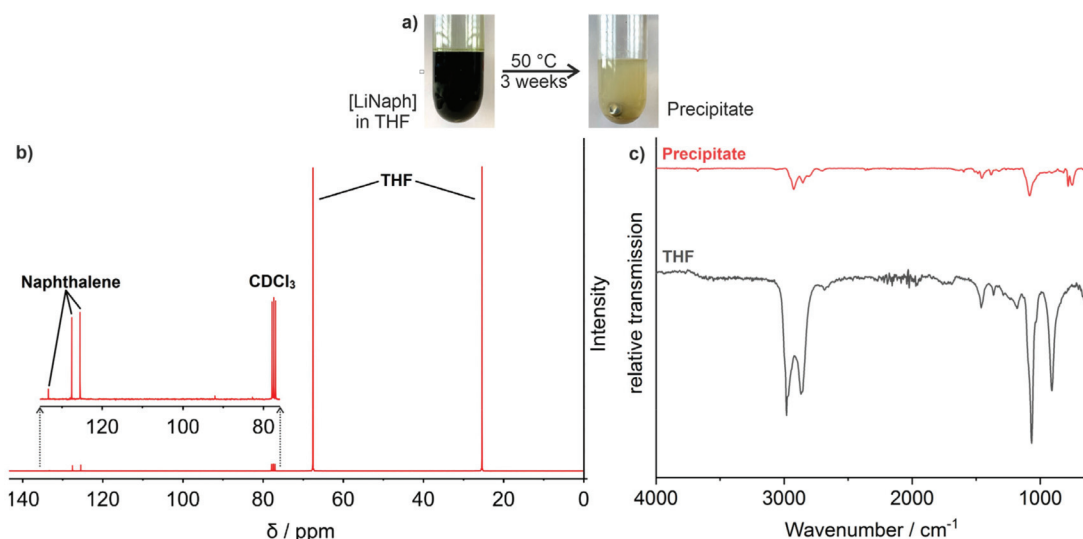 a)
[LiNaph]
in THF
50 °C
3 weeks
Precipitate
b)
THF
Naphthalene
CDCl₃
120 100 80
140 120 100 80 60 40 20 0
δ / ppm
Intensity
c)
Precipitate
THF
relative transmission
4000 3000 2000 1000
Wavenumber / cm⁻¹